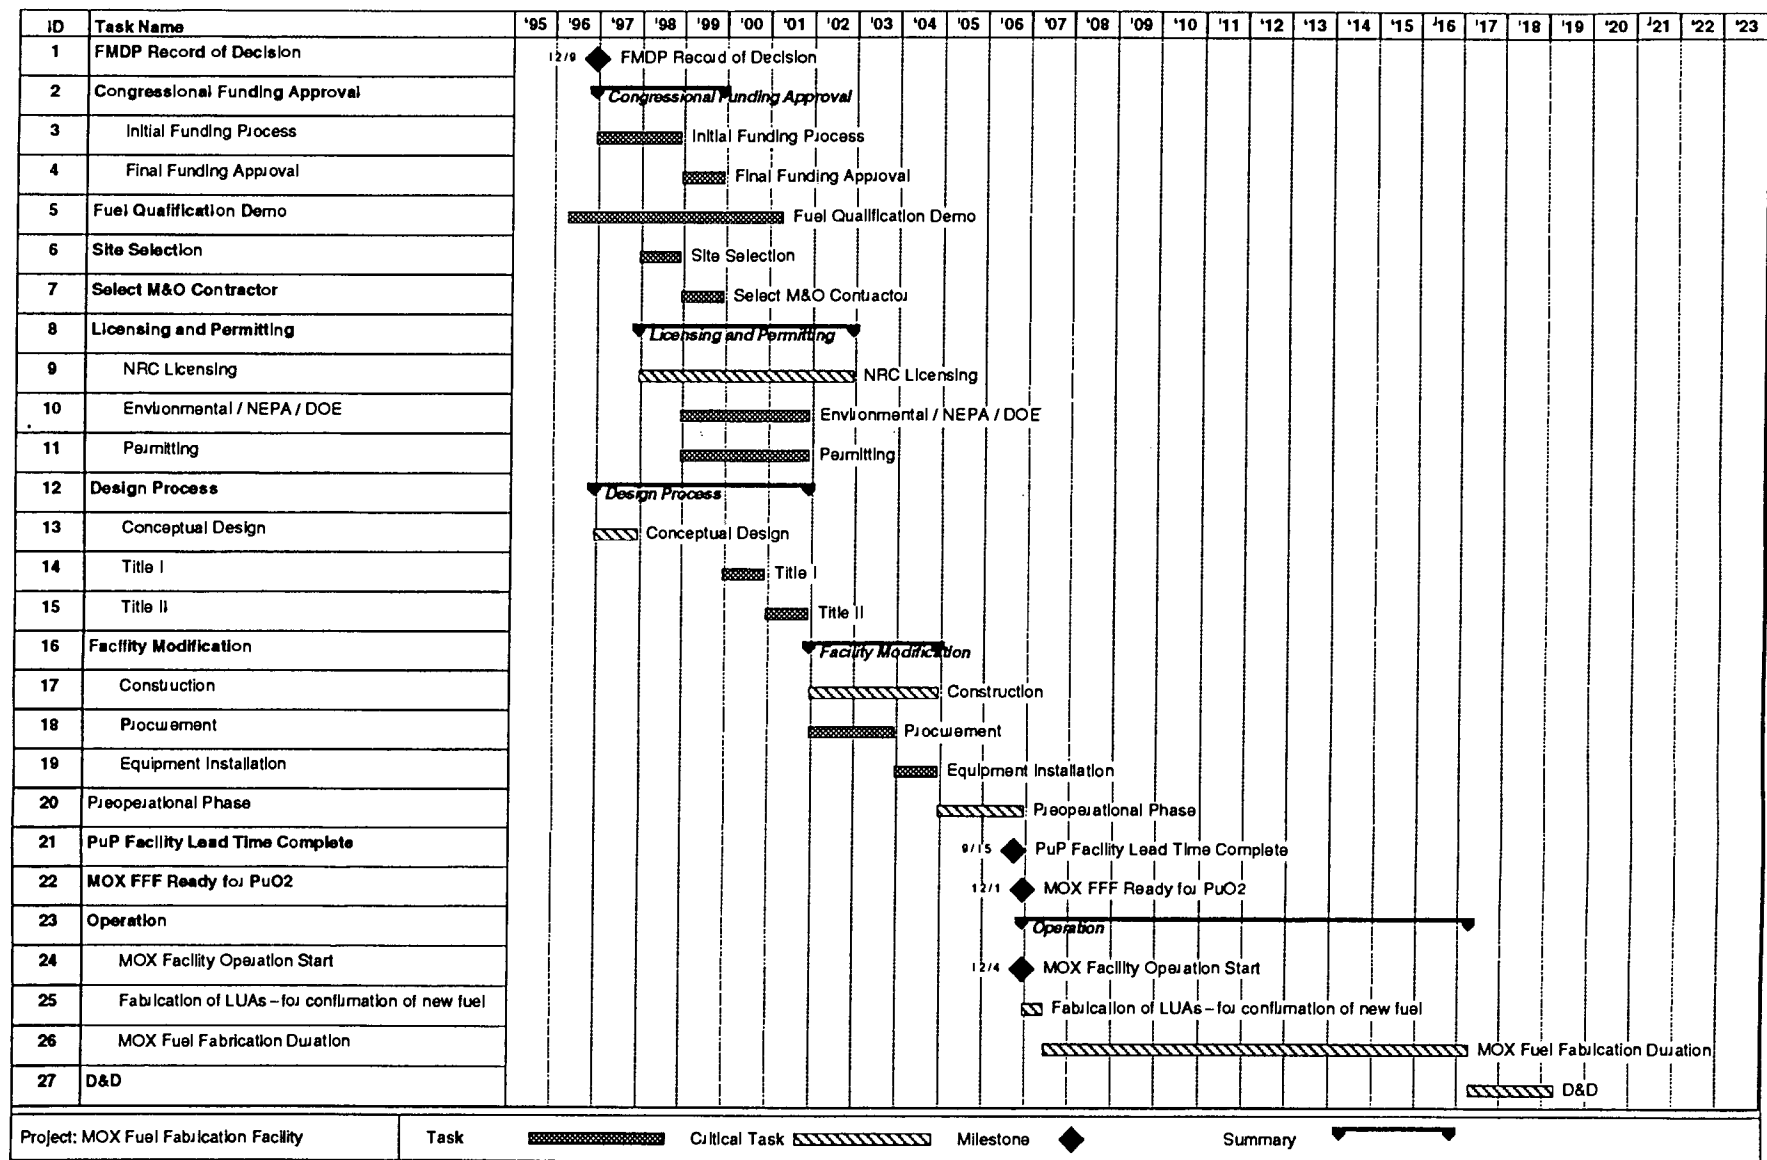 ID Task Name '95 '96 '97 '98 '99 '00 '01 '02 '03 '04 '05 '06 '07 '08 '09 '10 '11 '12 '13 '14 '15 '16 '17 '18 '19 '20 '21 '22 '23
1 FMDP Record of Decision 12/9 FMDP Record of Decision
2 Congressional Funding Approval Congressional Funding Approval
3 Initial Funding Process Initial Funding Process
4 Final Funding Approval Final Funding Approval
5 Fuel Qualification Demo Fuel Qualification Demo
6 Site Selection Site Selection
7 Select M&O Contractor Select M&O Contractor
8 Licensing and Permitting Licensing and Permitting
9 NRC Licensing NRC Licensing
10 Environmental / NEPA / DOE Environmental / NEPA / DOE
11 Permitting Permitting
12 Design Process Design Process
13 Conceptual Design Conceptual Design
14 Title I Title I
15 Title II Title II
16 Facility Modification Facility Modification
17 Construction Construction
18 Procurement Procurement
19 Equipment Installation Equipment Installation
20 Preoperational Phase Preoperational Phase
21 PuP Facility Lead Time Complete 9/15 PuP Facility Lead Time Complete
22 MOX FFF Ready for PuO2 12/1 MOX FFF Ready for PuO2
23 Operation Operation
24 MOX Facility Operation Start 12/4 MOX Facility Operation Start
25 Fabrication of LUAs – for confirmation of new fuel Fabrication of LUAs – for confirmation of new fuel
26 MOX Fuel Fabrication Duration MOX Fuel Fabrication Duration
27 D&D D&D
Project: MOX Fuel Fabrication Facility Task Critical Task Milestone Summary